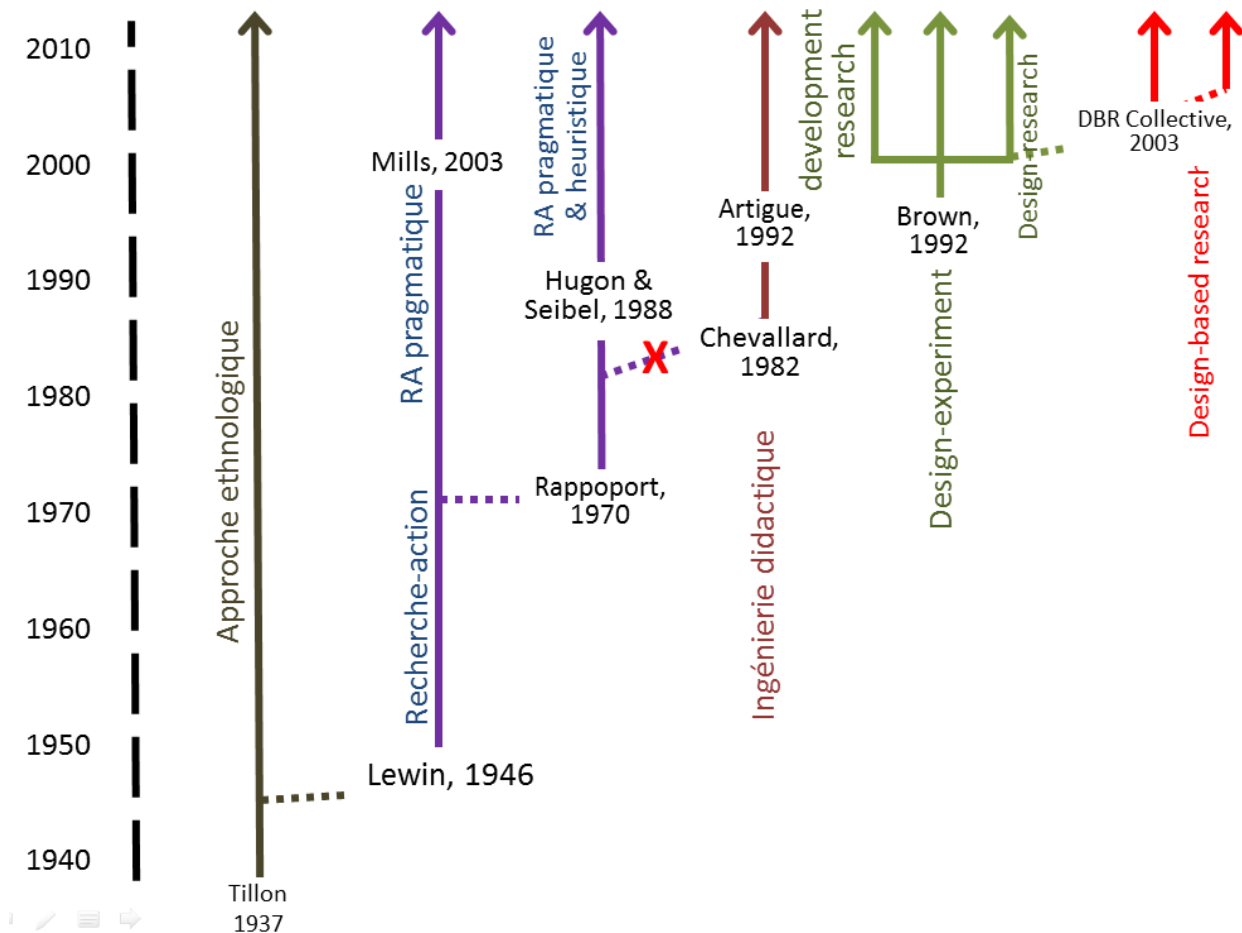 2010
2000
1990
1980
1970
1960
1950
1940
Approche ethnologique
Tillon
1937
Recherche-action
RA pragmatique
Mills, 2003
Lewin, 1946
RA pragmatique
& heuristique
Hugon &
Seibel, 1988
Rappoport,
1970
X
Artigue,
1992
Chevallard,
1982
Ingénierie didactique
development
research
Brown,
1992
Design-experiment
Design-research
DBR Collective,
2003
Design-based research